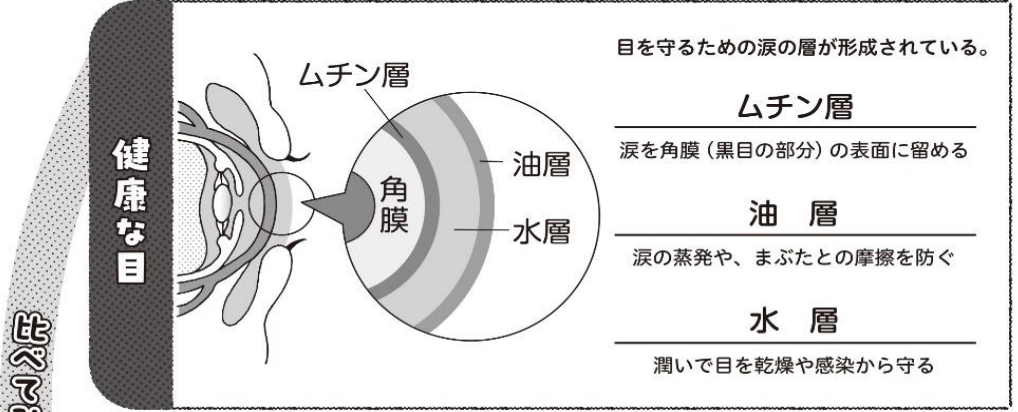 健康な目
比べて
ムチン層
角膜
油層
水層
目を守るための涙の層が形成されている。
ムチン層
涙を角膜（黒目の部分）の表面に留める
油 層
涙の蒸発や、まぶたとの摩擦を防ぐ
水 層
潤いで目を乾燥や感染から守る